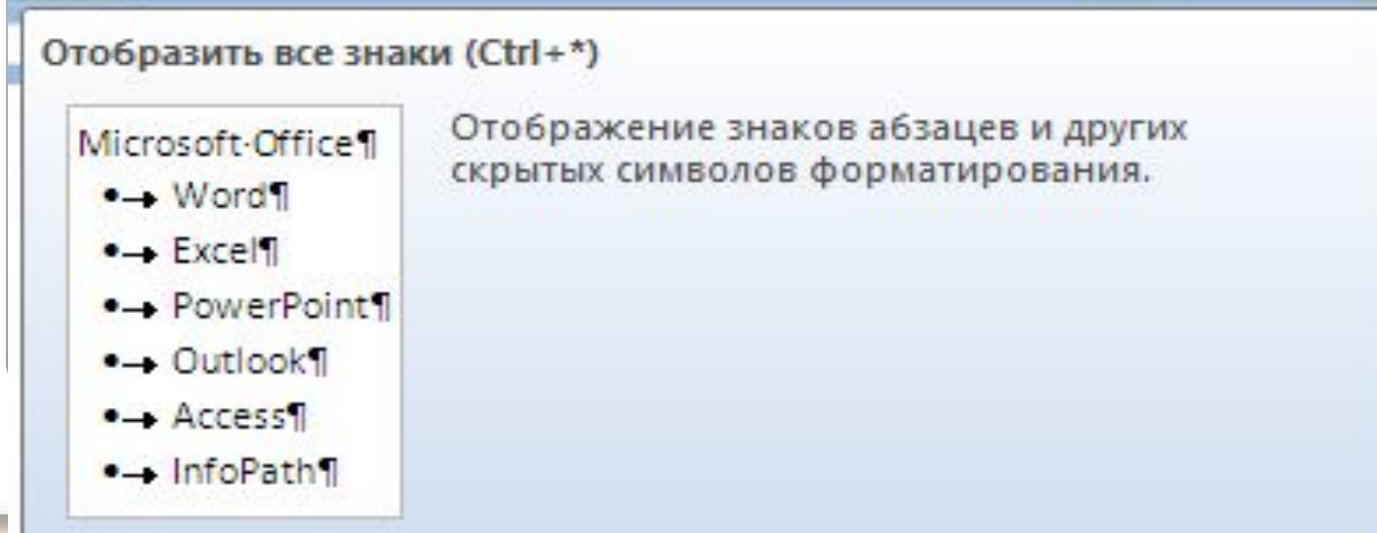 Отобразить все знаки (Ctrl+*)
Microsoft·Office¶
•→ Word¶
•→ Excel¶
•→ PowerPoint¶
•→ Outlook¶
•→ Access¶
•→ InfoPath¶
Отображение знаков абзацев и других
скрытых символов форматирования.